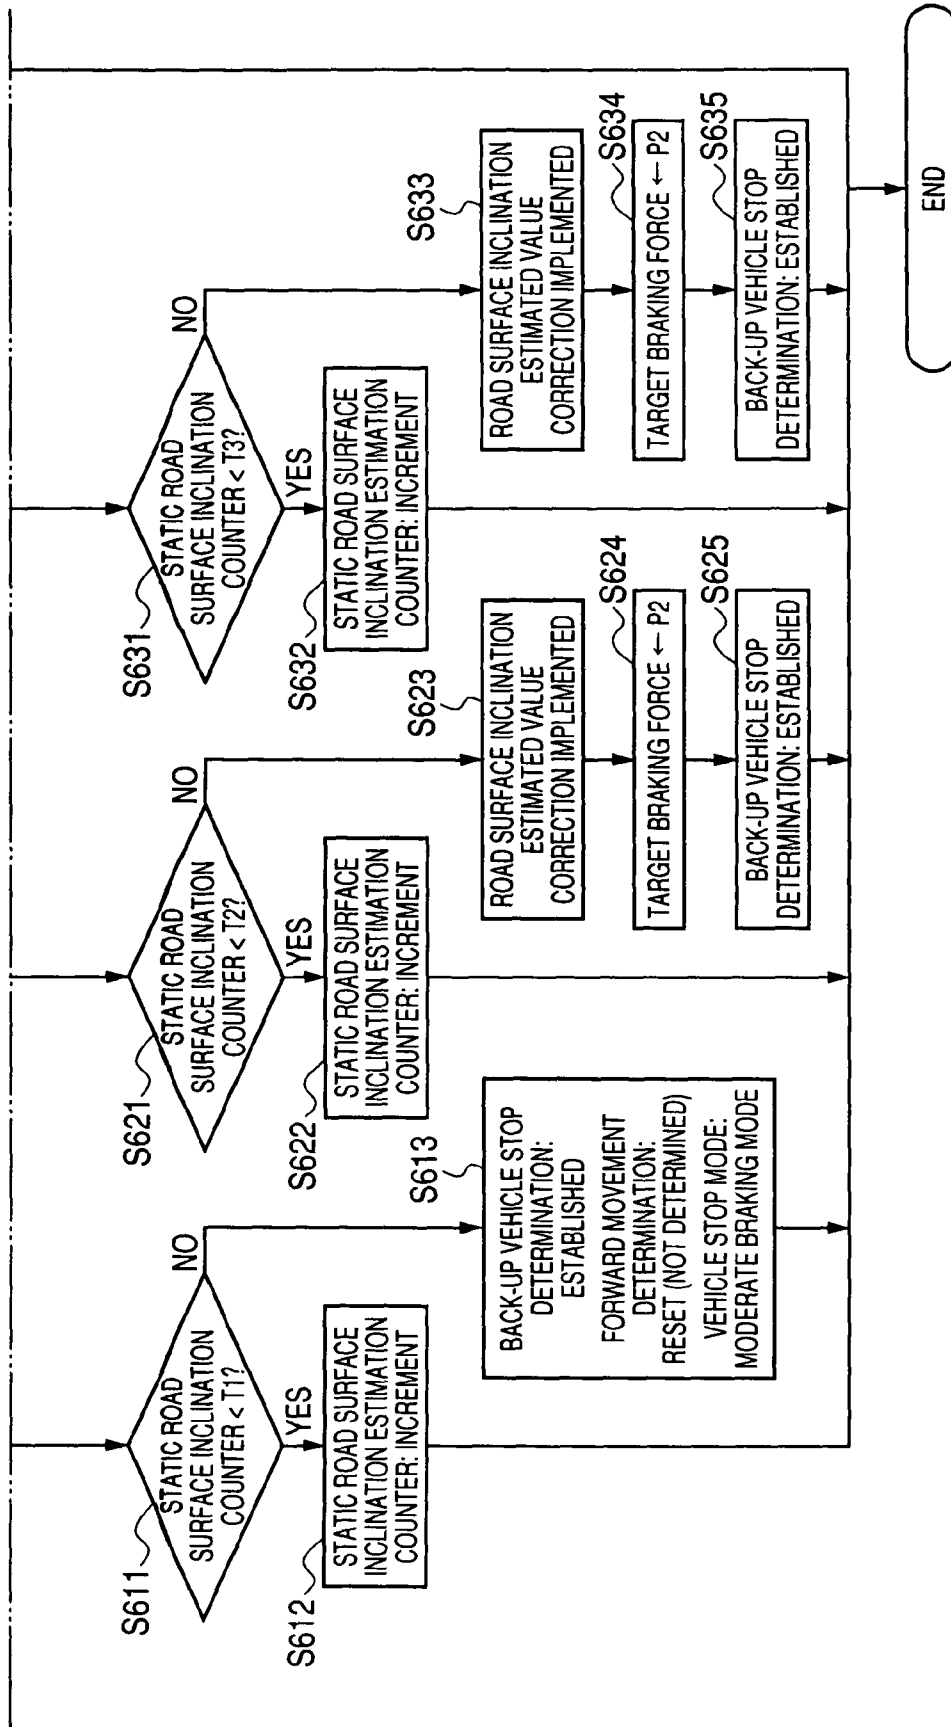 S611
STATIC ROAD
SURFACE INCLINATION
COUNTER < T1?
NO
YES
S612
STATIC ROAD SURFACE
INCLINATION ESTIMATION
COUNTER: INCREMENT
S613
BACK-UP VEHICLE STOP
DETERMINATION:
ESTABLISHED
FORWARD MOVEMENT
DETERMINATION:
RESET (NOT DETERMINED)
VEHICLE STOP MODE:
MODERATE BRAKING MODE
S621
STATIC ROAD
SURFACE INCLINATION
COUNTER < T2?
NO
YES
S622
STATIC ROAD SURFACE
INCLINATION ESTIMATION
COUNTER: INCREMENT
S623
ROAD SURFACE INCLINATION
ESTIMATED VALUE
CORRECTION IMPLEMENTED
S624
TARGET BRAKING FORCE ← P2
S625
BACK-UP VEHICLE STOP
DETERMINATION: ESTABLISHED
S631
STATIC ROAD
SURFACE INCLINATION
COUNTER < T3?
NO
YES
S632
STATIC ROAD SURFACE
INCLINATION ESTIMATION
COUNTER: INCREMENT
S633
ROAD SURFACE INCLINATION
ESTIMATED VALUE
CORRECTION IMPLEMENTED
S634
TARGET BRAKING FORCE ← P2
S635
BACK-UP VEHICLE STOP
DETERMINATION: ESTABLISHED
END